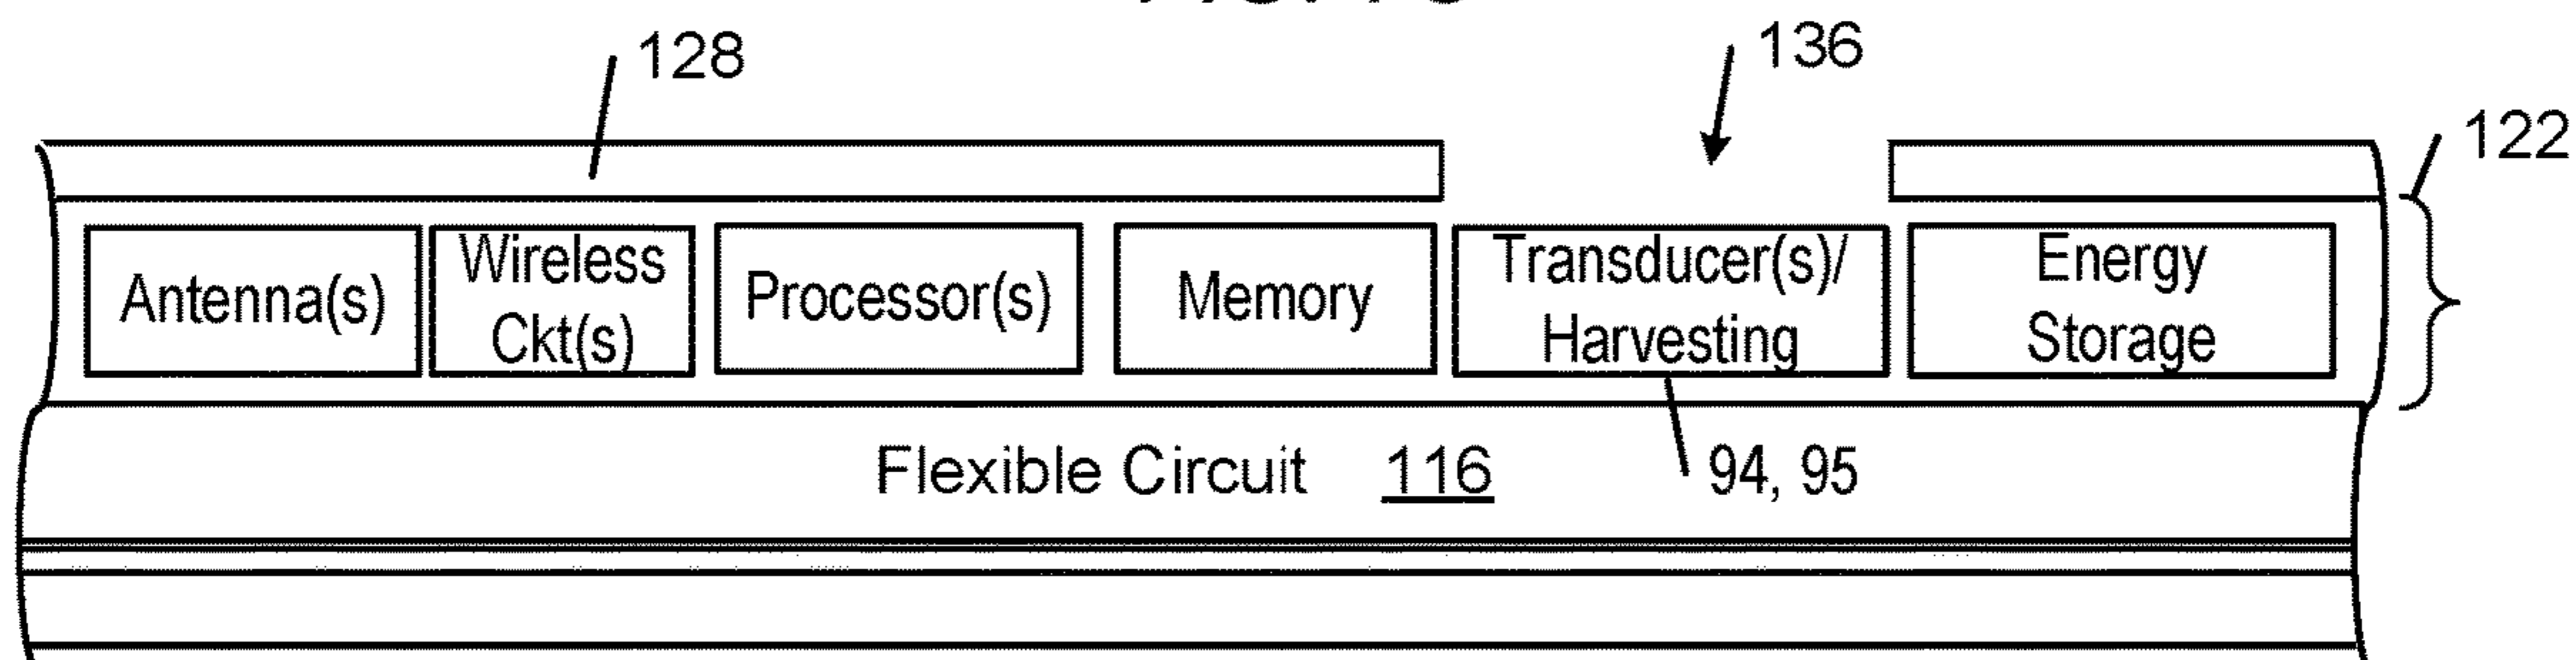 128
136
122
Antenna(s)
Wireless
Ckt(s)
Processor(s)
Memory
Transducer(s)/
Harvesting
Energy
Storage
Flexible Circuit 116
94, 95